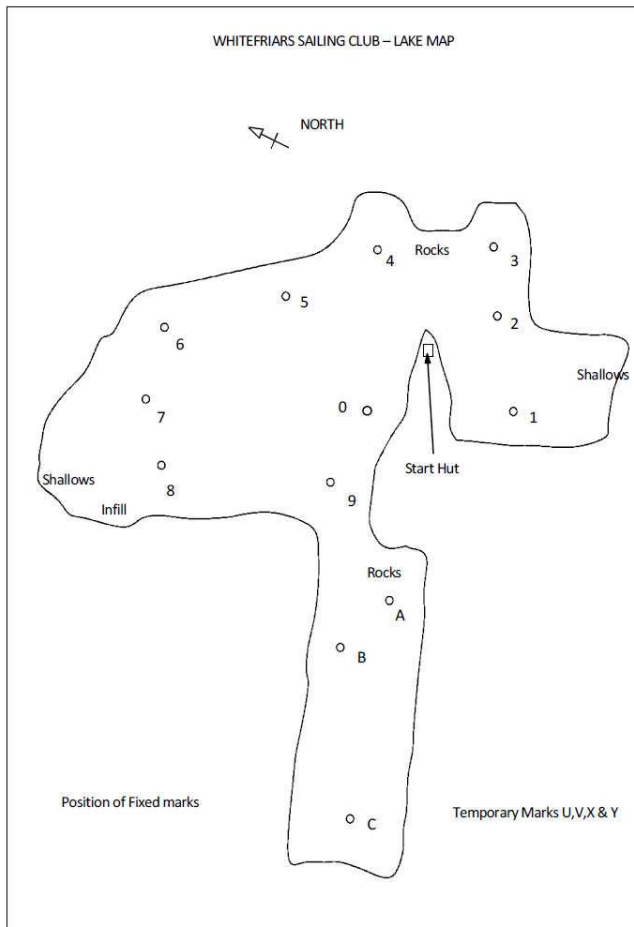 WHITEFRIARS SAILING CLUB – LAKE MAP
NORTH
4
Rocks
3
5
2
6
Shallows
0
1
7
Start Hut
8
Shallows
9
Infill
Rocks
A
B
Position of Fixed marks
C
Temporary Marks U,V,X & Y